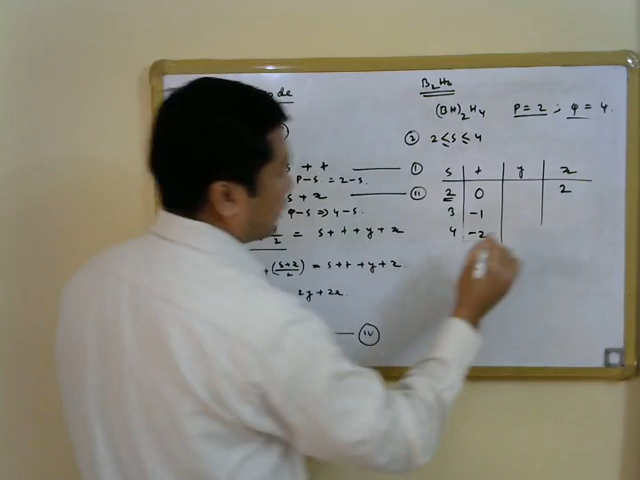 de
B₂H₂
(BH)₂H₄ P = 2 ; φ = 4.
② 2 ≤ s ≤ 4
s + t ——— ①
P - s = 2 - s.
s + x ——— ⑪
φ - s ⇒ 4 - s
/2 = s + t + y + x
+ (s+x/2) = s + t + y + x.
2y + 2x.
——— (iv)
s t y x
2 0 2
3 -1
4 -2